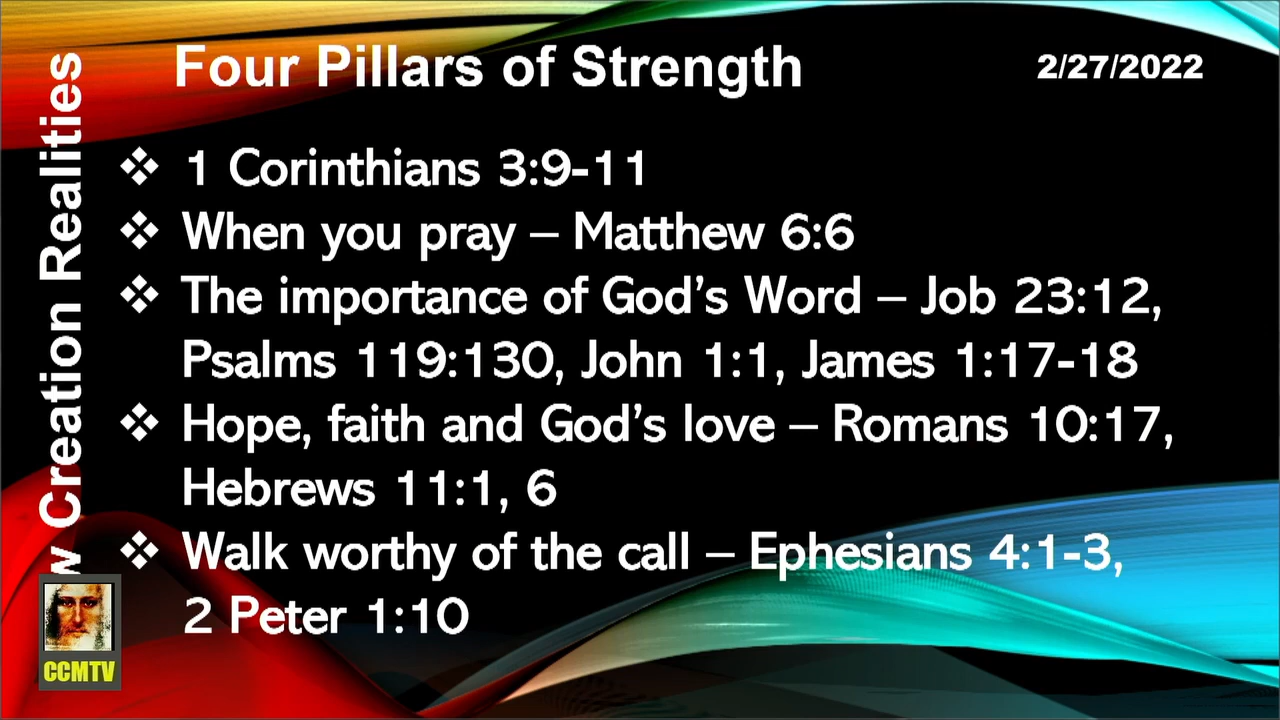 Four Pillars of Strength
2/27/2022
w Creation Realities
❖ 1 Corinthians 3:9-11
❖ When you pray – Matthew 6:6
❖ The importance of God's Word – Job 23:12,
Psalms 119:130, John 1:1, James 1:17-18
❖ Hope, faith and God's love – Romans 10:17,
Hebrews 11:1, 6
❖ Walk worthy of the call – Ephesians 4:1-3,
2 Peter 1:10
CCMTV